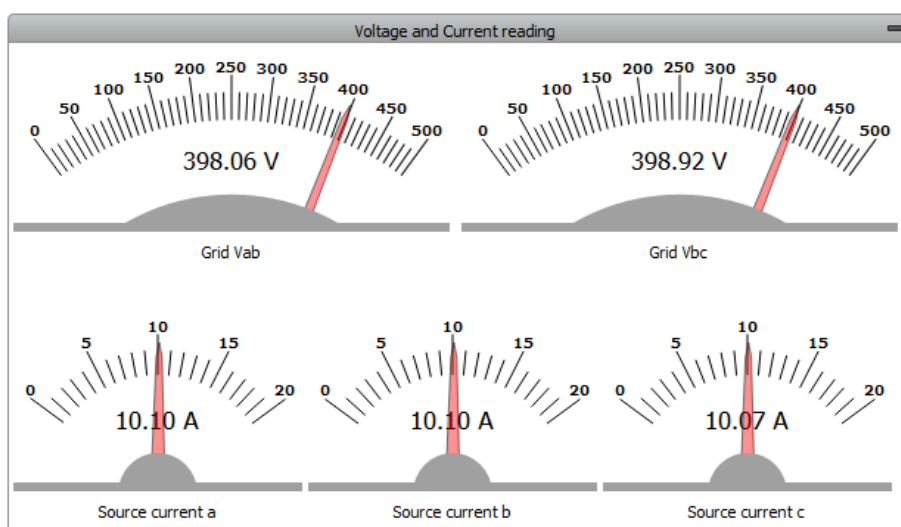 Voltage and Current reading
0 50 100 150 200 250 300 350 400 450 500
398.06 V
Grid Vab
0 50 100 150 200 250 300 350 400 450 500
398.92 V
Grid Vbc
0 5 10 15 20
10.10 A
Source current a
0 5 10 15 20
10.10 A
Source current b
0 5 10 15 20
10.07 A
Source current c